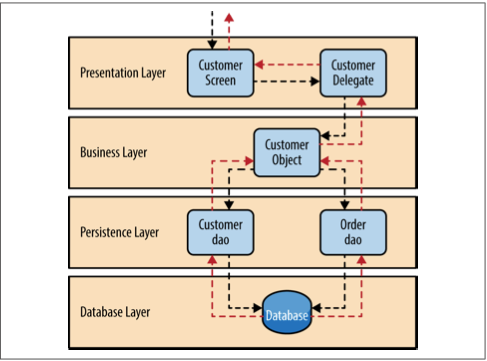 Presentation Layer
Customer
Screen
Customer
Delegate
Business Layer
Customer
Object
Persistence Layer
Customer
dao
Order
dao
Database Layer
Database